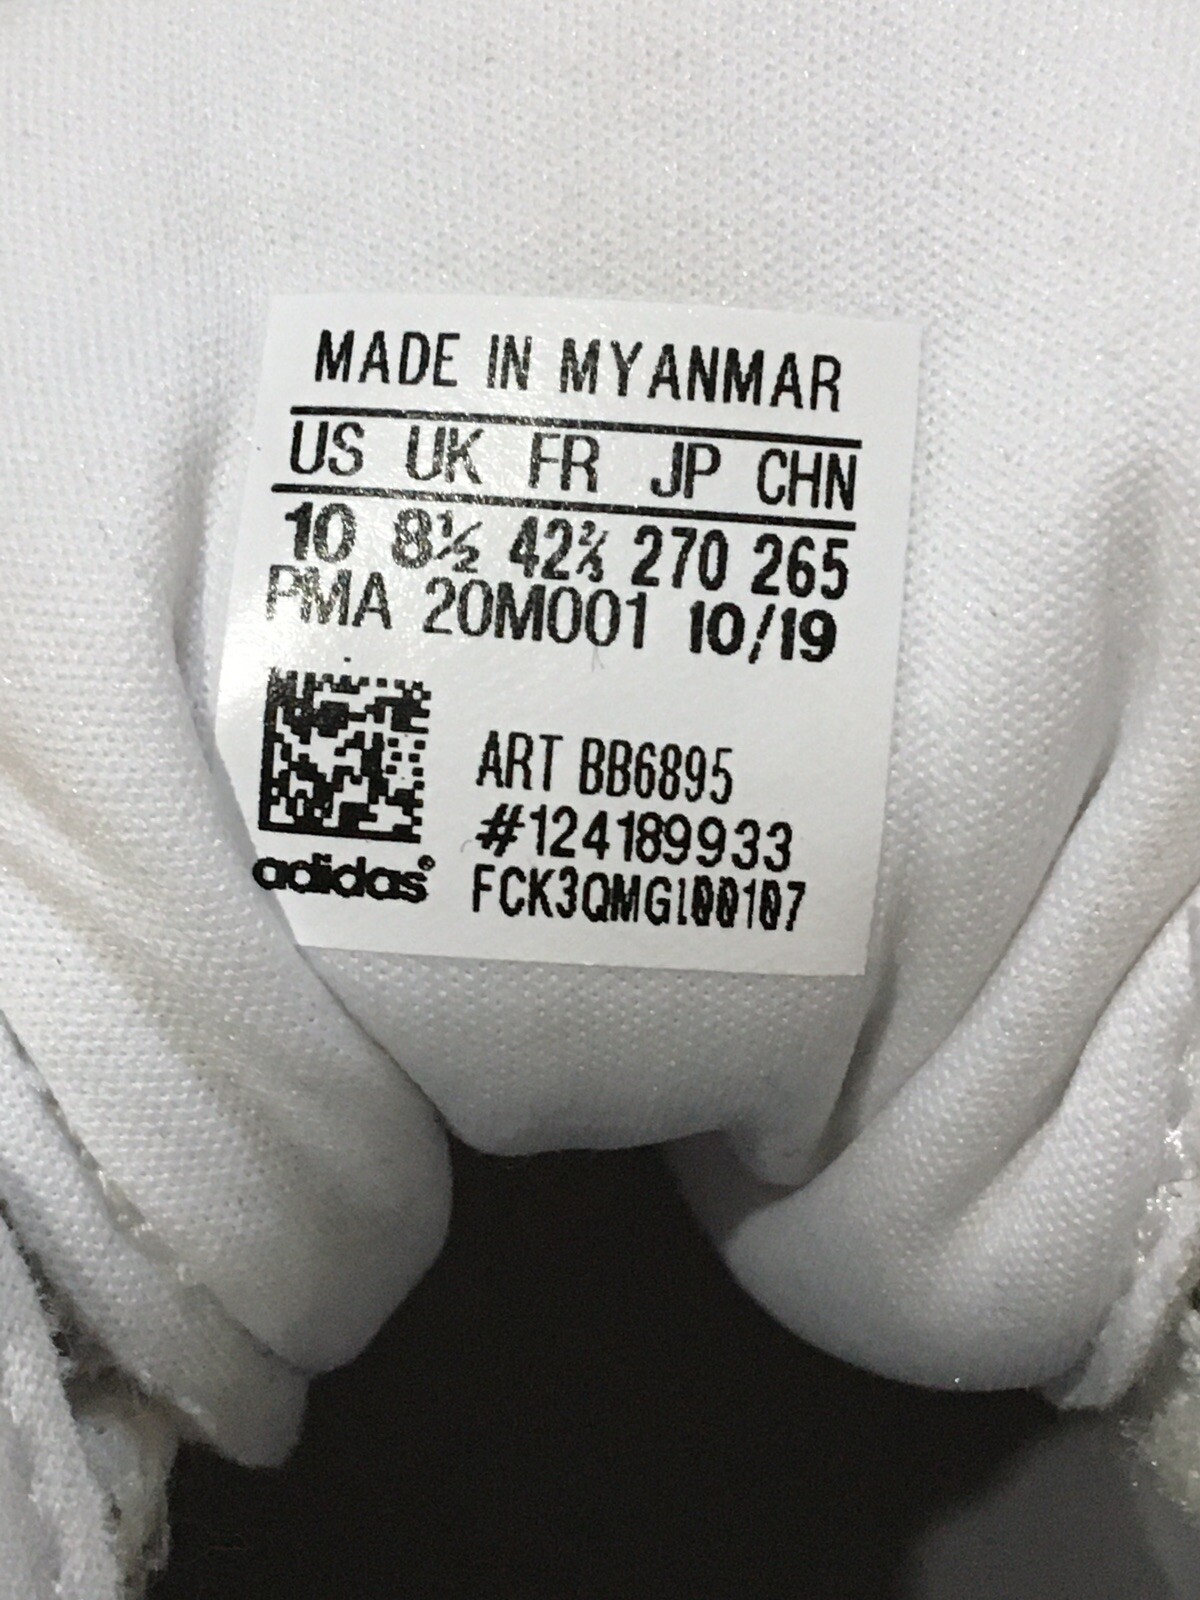 MADE IN MYANMAR
US UK FR JP CHN
10 8½ 42⅔ 270 265
PMA 20M001 10/19
ART BB6895
#124189933
adidas®
FCK3QMGL00107